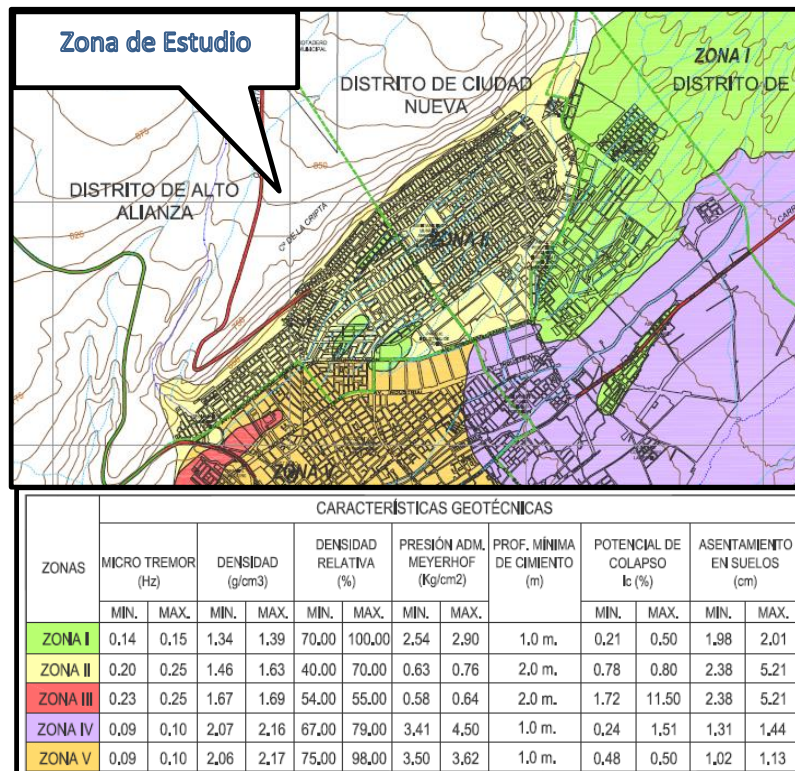 Zona de Estudio
BOTADERO
MUNICIPAL
ZONA I
DISTRITO DE CIUDAD
NUEVA
DISTRITO DE
DISTRITO DE ALTO
ALIANZA
Cº DE LA CRIPTA
ZONA II
ZONA V
CARACTERÍSTICAS GEOTÉCNICAS
ZONAS MICRO TREMOR (Hz) DENSIDAD (g/cm3) DENSIDAD RELATIVA (%) PRESIÓN ADM. MEYERHOF (Kg/cm2) PROF. MÍNIMA DE CIMIENTO (m) POTENCIAL DE COLAPSO Ic (%) ASENTAMIENTO EN SUELOS (cm)
MIN. MAX. MIN. MAX. MIN. MAX. MIN. MAX. MIN. MAX. MIN. MAX.
ZONA I 0.14 0.15 1.34 1.39 70.00 100.00 2.54 2.90 1.0 m. 0.21 0.50 1.98 2.01
ZONA II 0.20 0.25 1.46 1.63 40.00 70.00 0.63 0.76 2.0 m. 0.78 0.80 2.38 5.21
ZONA III 0.23 0.25 1.67 1.69 54.00 55.00 0.58 0.64 2.0 m. 1.72 11.50 2.38 5.21
ZONA IV 0.09 0.10 2.07 2.16 67.00 79.00 3.41 4.50 1.0 m. 0.24 1.51 1.31 1.44
ZONA V 0.09 0.10 2.06 2.17 75.00 98.00 3.50 3.62 1.0 m. 0.48 0.50 1.02 1.13